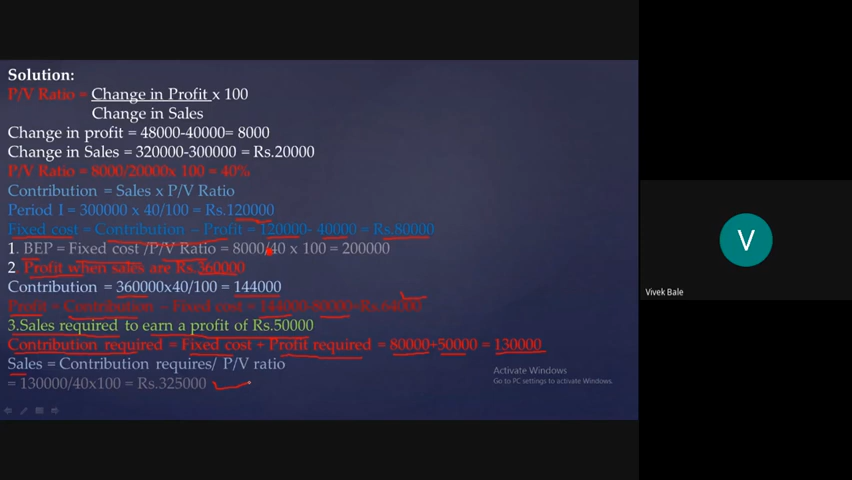 Solution:
P/V Ratio = Change in Profit x 100
Change in Sales
Change in profit = 48000-40000= 8000
Change in Sales = 320000-300000 = Rs.20000
P/V Ratio = 8000/20000x 100 = 40%
Contribution = Sales x P/V Ratio
Period I = 300000 x 40/100 = Rs.120000
Fixed cost = Contribution – Profit = 120000- 40000 = Rs.80000
1. BEP = Fixed cost /P/V Ratio = 8000/40 x 100 = 200000
2. Profit when sales are Rs.360000
Contribution = 360000x40/100 = 144000
Profit = Contribution – Fixed cost = 144000-80000=Rs.64000
3.Sales required to earn a profit of Rs.50000
Contribution required = Fixed cost + Profit required = 80000+50000 = 130000
Sales = Contribution requires/ P/V ratio
= 130000/40x100 = Rs.325000
Activate Windows
Go to PC settings to activate Windows.
V
Vivek Bale